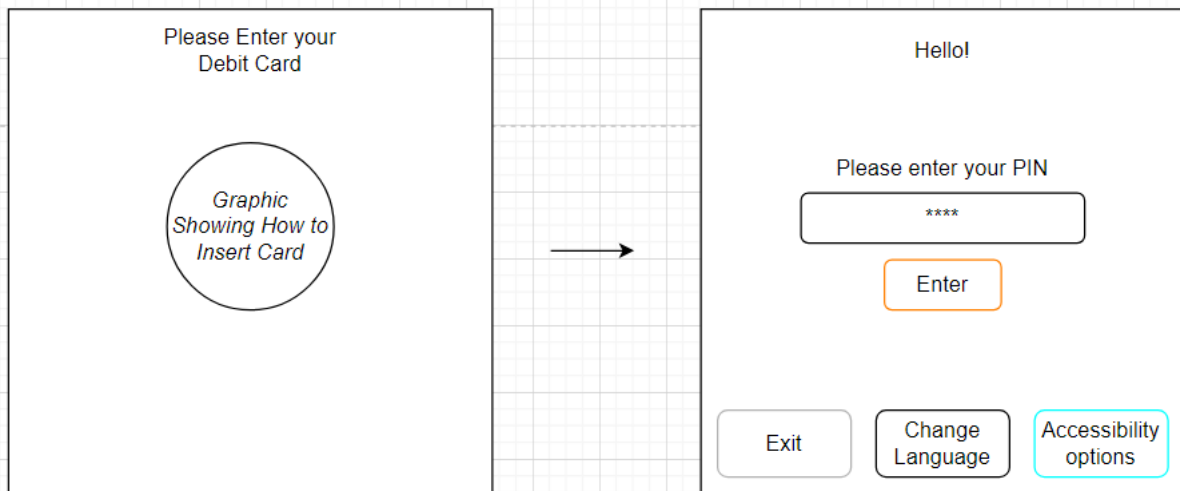 Please Enter your
Debit Card
Graphic
Showing How to
Insert Card
Hello!
Please enter your PIN
****
Enter
Exit
Change
Language
Accessibility
options